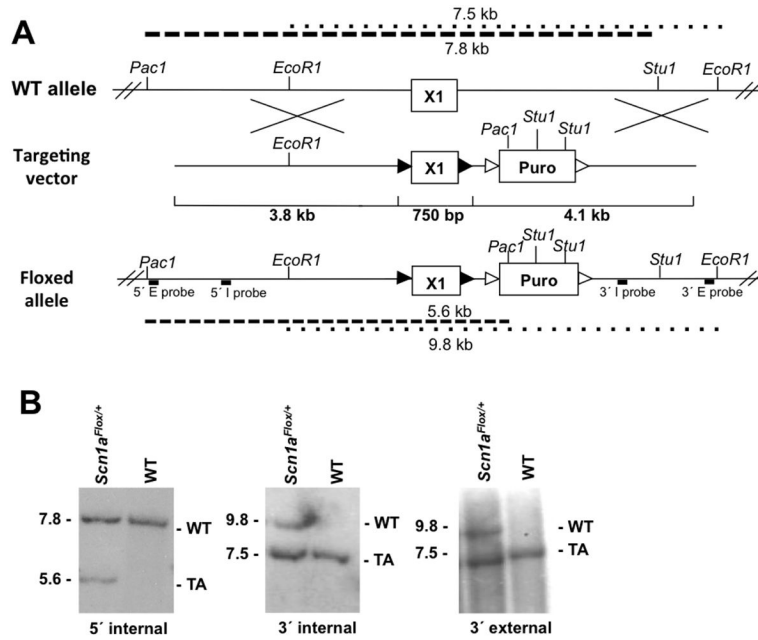 A
7.5 kb
7.8 kb
Pac1 EcoR1 Stu1 EcoR1
WT allele X1
Pac1 Stu1 Stu1
EcoR1
Targeting vector X1 Puro
3.8 kb 750 bp 4.1 kb
Pac1 EcoR1 Pac1 Stu1 Stu1 Stu1 EcoR1
Floxed allele X1 Puro
5´ E probe 5´ I probe 3´ I probe 3´ E probe
5.6 kb
9.8 kb
B
Scn1aFlox/+ WT Scn1aFlox/+ WT Scn1aFlox/+ WT
7.8 - - WT 9.8 - - WT 9.8 - - WT
5.6 - - TA 7.5 - - TA 7.5 - - TA
5´ internal 3´ internal 3´ external